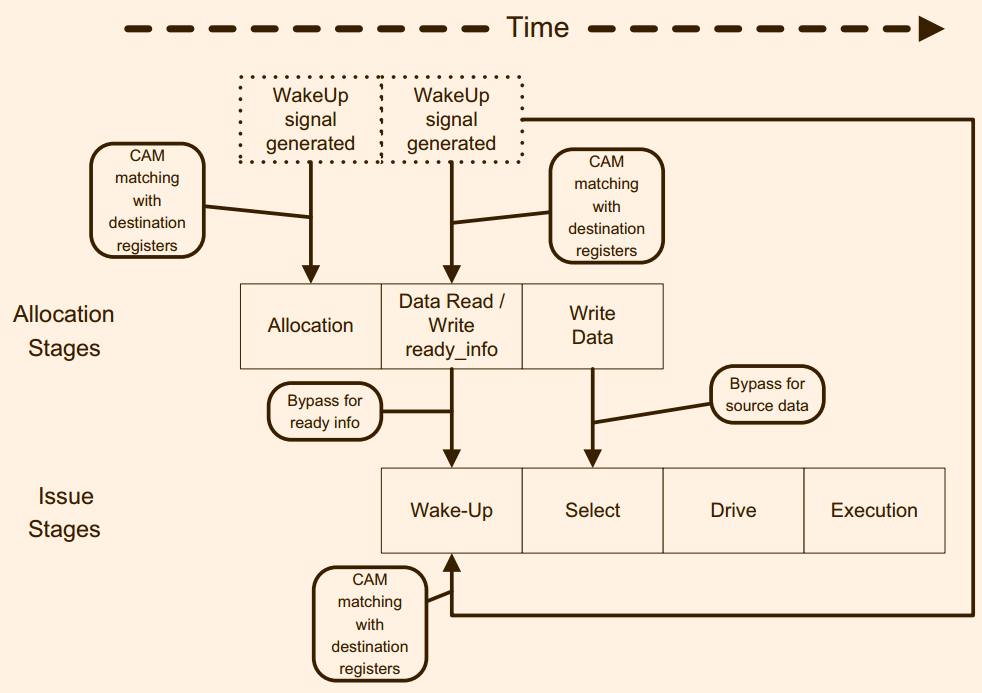 Time
WakeUp
signal
generated
WakeUp
signal
generated
CAM
matching
with
destination
registers
CAM
matching
with
destination
registers
Allocation
Stages
Allocation
Data Read /
Write
ready_info
Write
Data
Bypass for
ready info
Bypass for
source data
Issue
Stages
Wake-Up
Select
Drive
Execution
CAM
matching
with
destination
registers